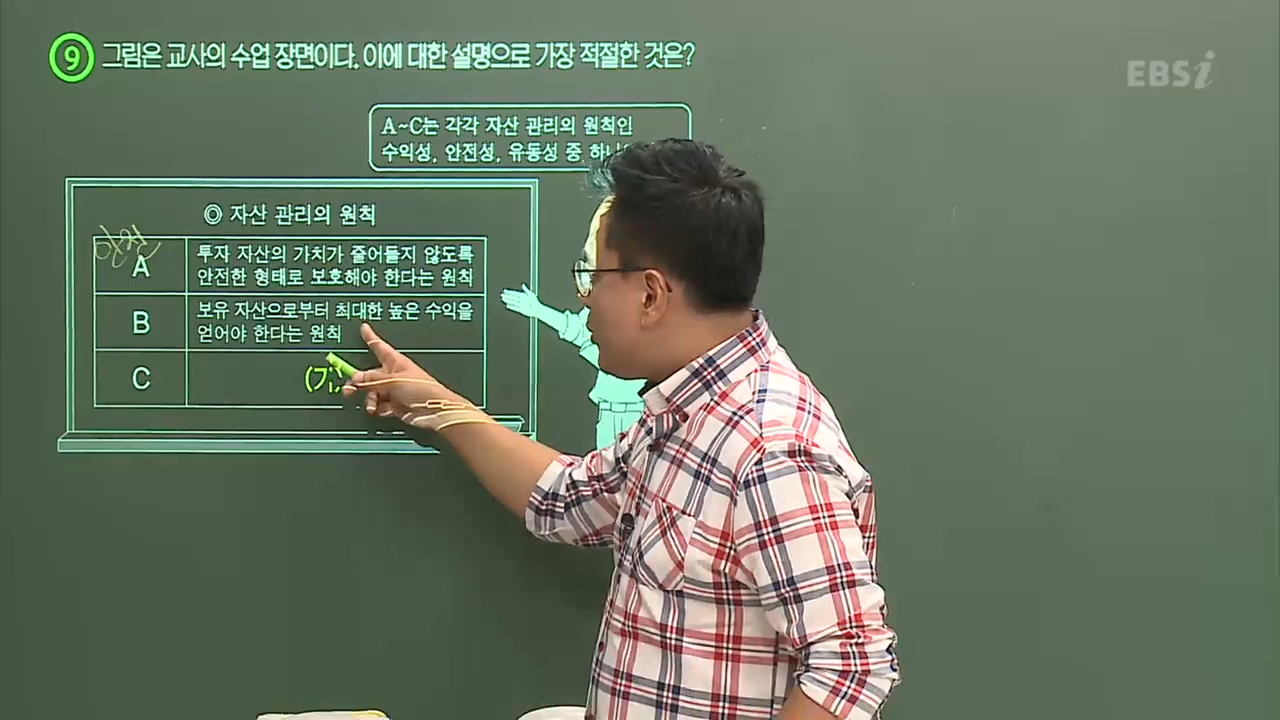 ⑨ 그림은 교사의 수업 장면이다. 이에 대한 설명으로 가장 적절한 것은?
EBSi
A~C는 각각 자산 관리의 원칙인
수익성, 안전성, 유동성 중
◎ 자산 관리의 원칙
A
투자 자산의 가치가 줄어들지 않도록
안전한 형태로 보호해야 한다는 원칙
B
보유 자산으로부터 최대한 높은 수익을
얻어야 한다는 원칙
C
(가)